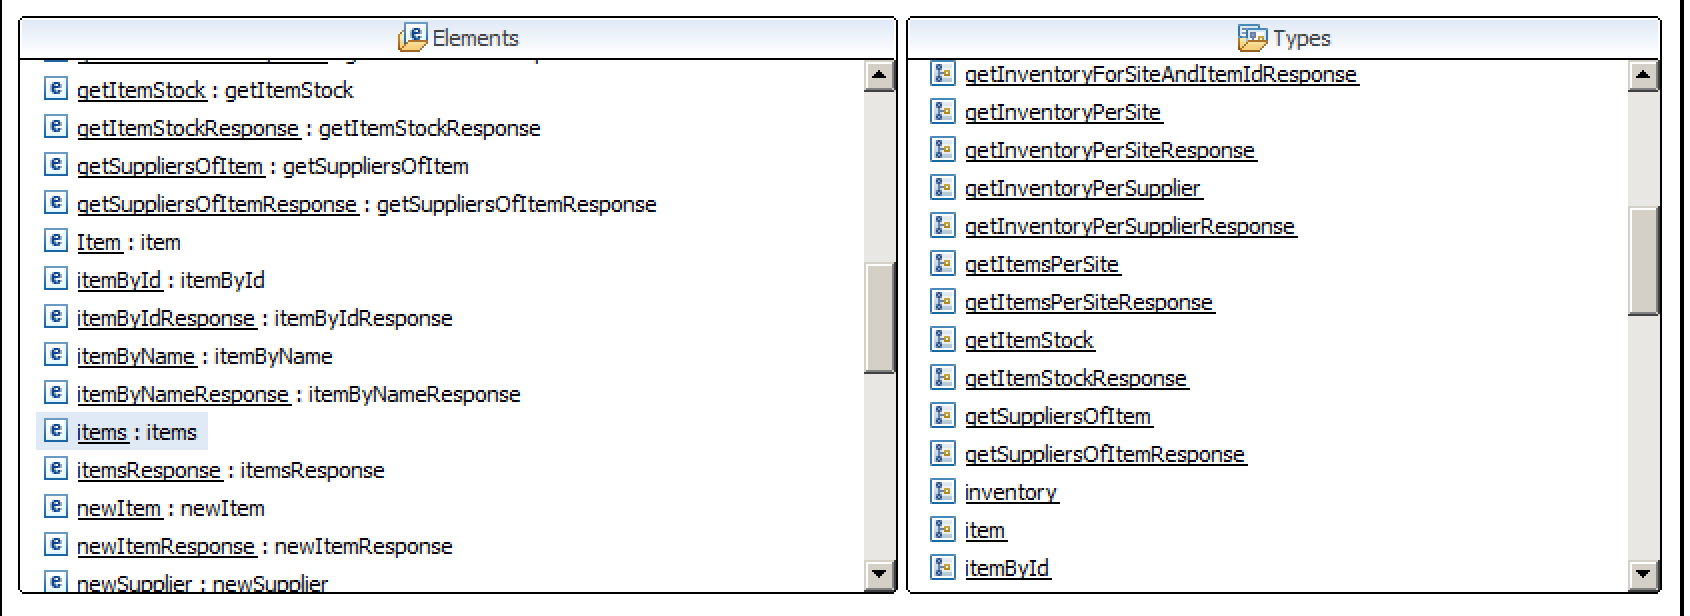 Elements
getItemStock : getItemStock
getItemStockResponse : getItemStockResponse
getSuppliersOfItem : getSuppliersOfItem
getSuppliersOfItemResponse : getSuppliersOfItemResponse
Item : item
itemById : itemById
itemByIdResponse : itemByIdResponse
itemByName : itemByName
itemByNameResponse : itemByNameResponse
items : items
itemsResponse : itemsResponse
newItem : newItem
newItemResponse : newItemResponse
newSupplier : newSupplier
Types
getInventoryForSiteAndItemIdResponse
getInventoryPerSite
getInventoryPerSiteResponse
getInventoryPerSupplier
getInventoryPerSupplierResponse
getItemsPerSite
getItemsPerSiteResponse
getItemStock
getItemStockResponse
getSuppliersOfItem
getSuppliersOfItemResponse
inventory
item
itemById